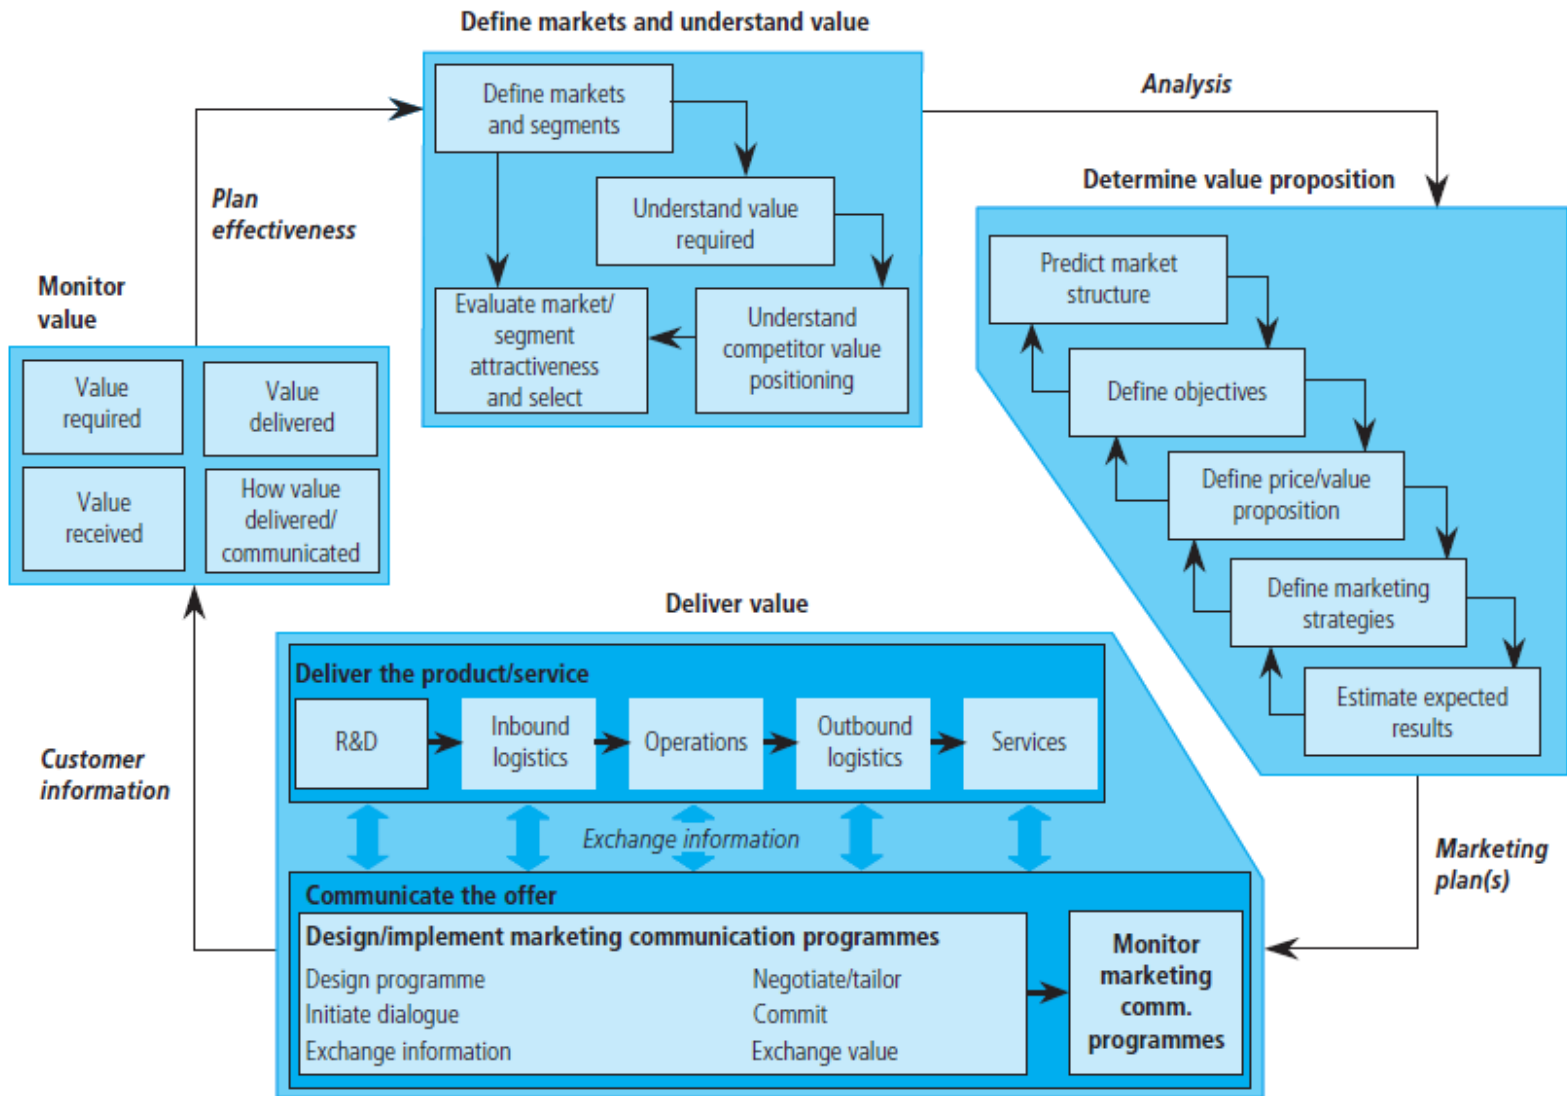 Define markets and understand value
Define markets
and segments
Understand value
required
Evaluate market/
segment
attractiveness
and select
Understand
competitor value
positioning
Analysis
Determine value proposition
Predict market
structure
Define objectives
Define price/value
proposition
Define marketing
strategies
Estimate expected
results
Plan
effectiveness
Monitor
value
Value
required
Value
delivered
Value
received
How value
delivered/
communicated
Customer
information
Deliver value
Deliver the product/service
R&D
Inbound
logistics
Operations
Outbound
logistics
Services
Exchange information
Marketing
plan(s)
Communicate the offer
Design/implement marketing communication programmes
Design programme
Initiate dialogue
Exchange information
Negotiate/tailor
Commit
Exchange value
Monitor
marketing
comm.
programmes